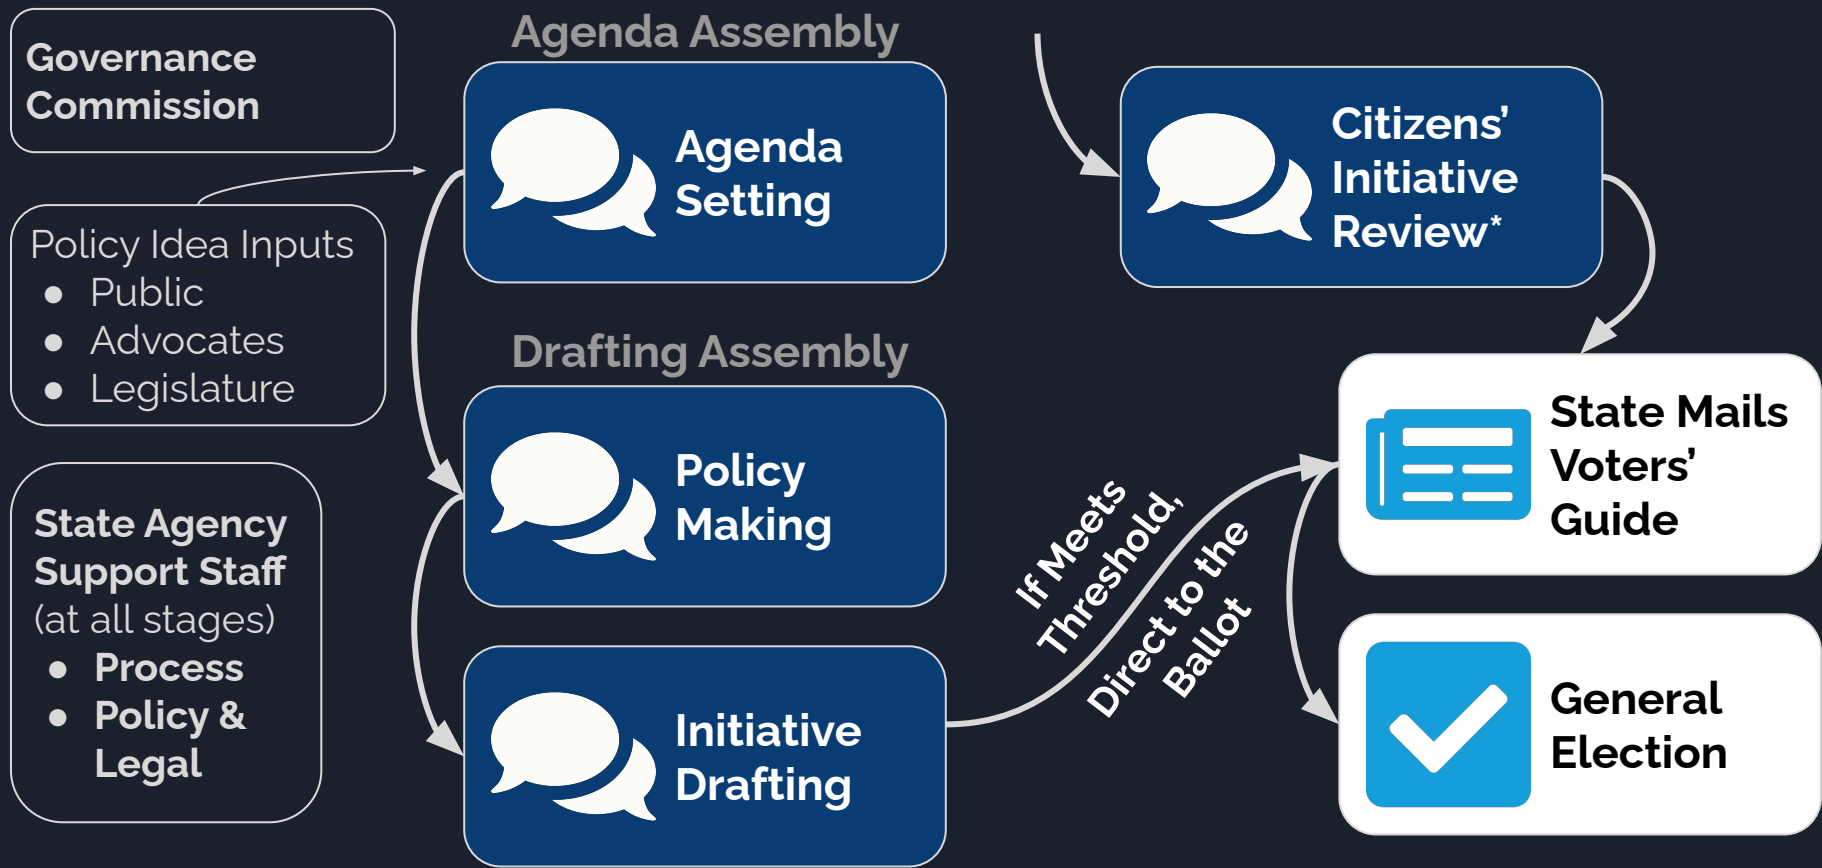 Governance
Commission
Policy Idea Inputs
● Public
● Advocates
● Legislature
State Agency
Support Staff
(at all stages)
● Process
● Policy &
Legal
Agenda Assembly
Agenda
Setting
Drafting Assembly
Policy
Making
Initiative
Drafting
If Meets
Threshold,
Direct to the
Ballot
Citizens’
Initiative
Review*
State Mails
Voters’
Guide
General
Election